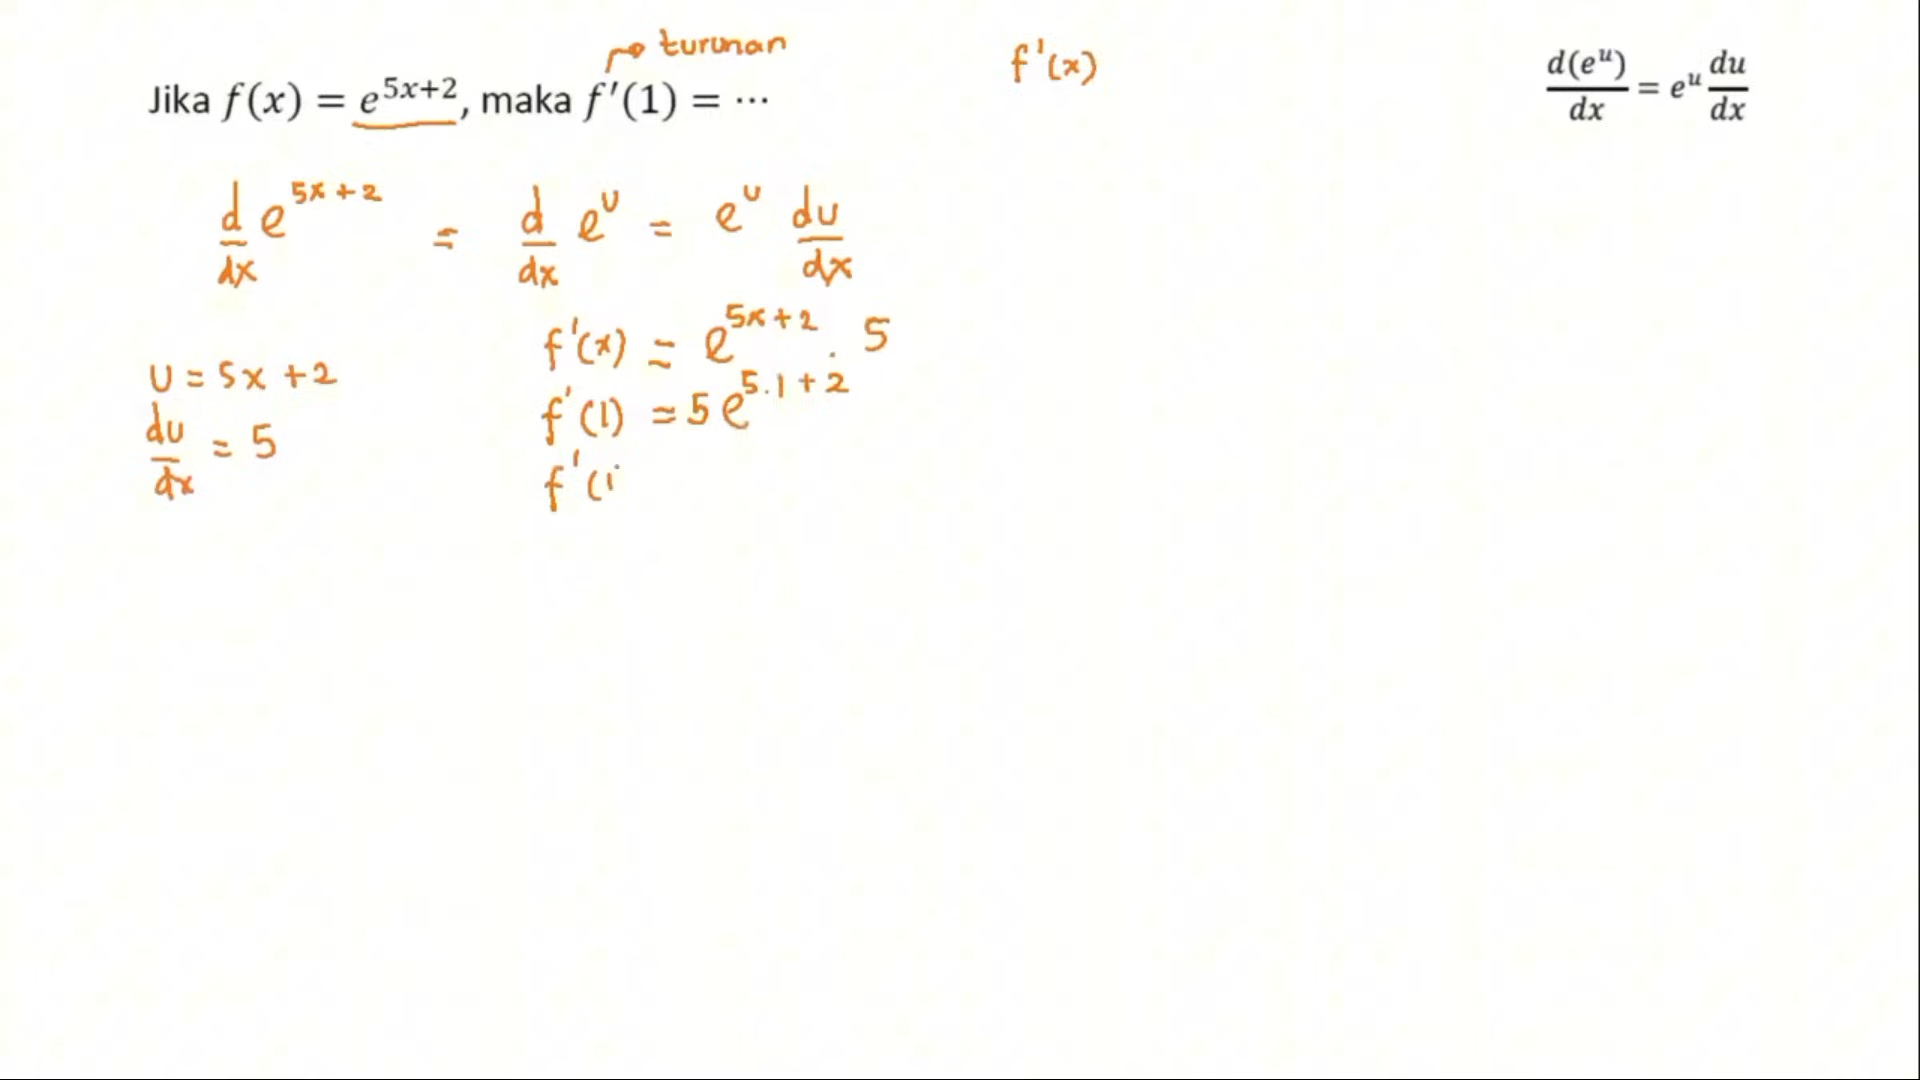 turunan
f'(x)
Jika f(x) = e^{5x+2}, maka f'(1) = ⋯
d(e^u)/dx = e^u du/dx
d/dx e^{5x+2} = d/dx e^u = e^u du/dx
f'(x) = e^{5x+2} . 5
u = 5x + 2
f'(1) = 5e^{5.1+2}
du/dx = 5
f'(1